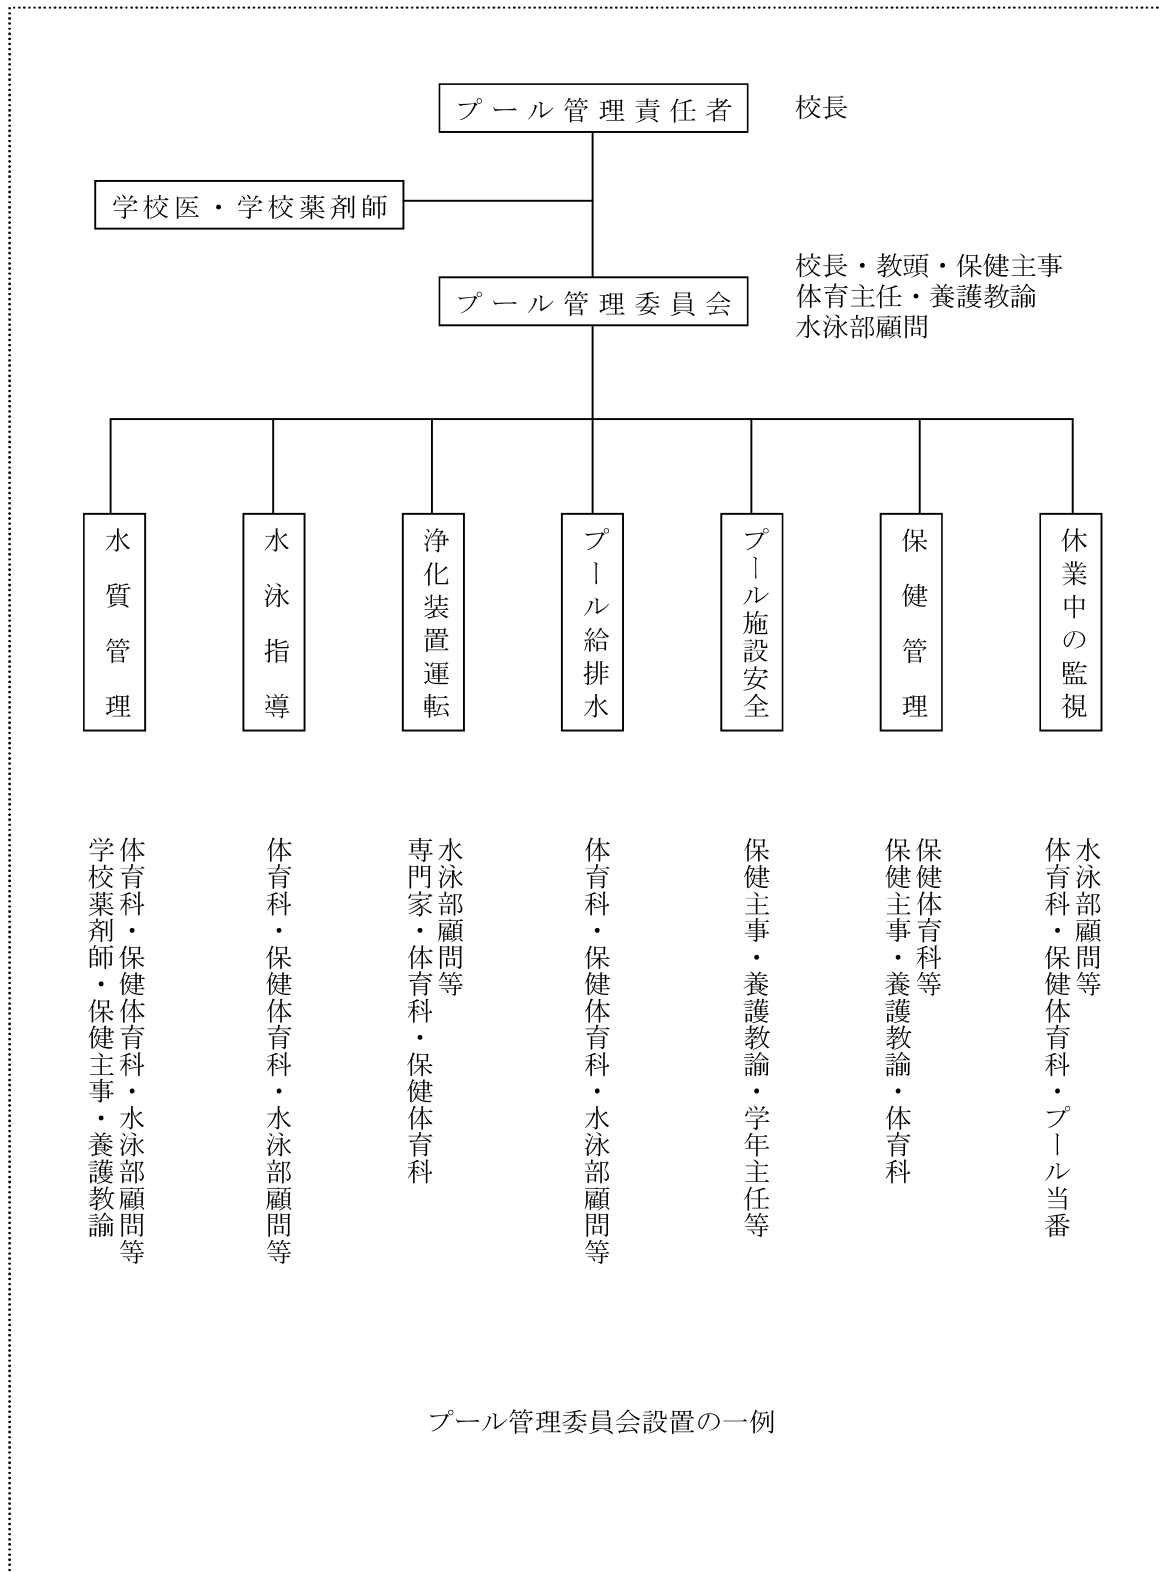 プール管理責任者
校長
学校医・学校薬剤師
プール管理委員会
校長・教頭・保健主事
体育主任・養護教諭
水泳部顧問
水質管理
水泳指導
浄化装置運転
プール給排水
プール施設安全
保健管理
休業中の監視
体育科・保健体育科・水泳部顧問等
学校薬剤師・保健主事・養護教諭
体育科・保健体育科・水泳部顧問等
水泳部顧問等
専門家・体育科・保健体育科
体育科・保健体育科・水泳部顧問等
保健主事・養護教諭・学年主任等
保健体育科等
保健主事・養護教諭・体育科
水泳部顧問等
体育科・保健体育科・プール当番
プール管理委員会設置の一例